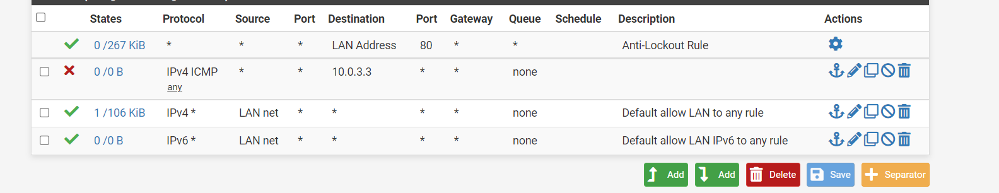 States Protocol Source Port Destination Port Gateway Queue Schedule Description Actions
0 /267 KiB * * * LAN Address 80 * * Anti-Lockout Rule
0 /0 B IPv4 ICMP * * 10.0.3.3 * * none
any
1 /106 KiB IPv4 * LAN net * * * * none Default allow LAN to any rule
0 /0 B IPv6 * LAN net * * * * none Default allow LAN IPv6 to any rule
Add Add Delete Save Separator